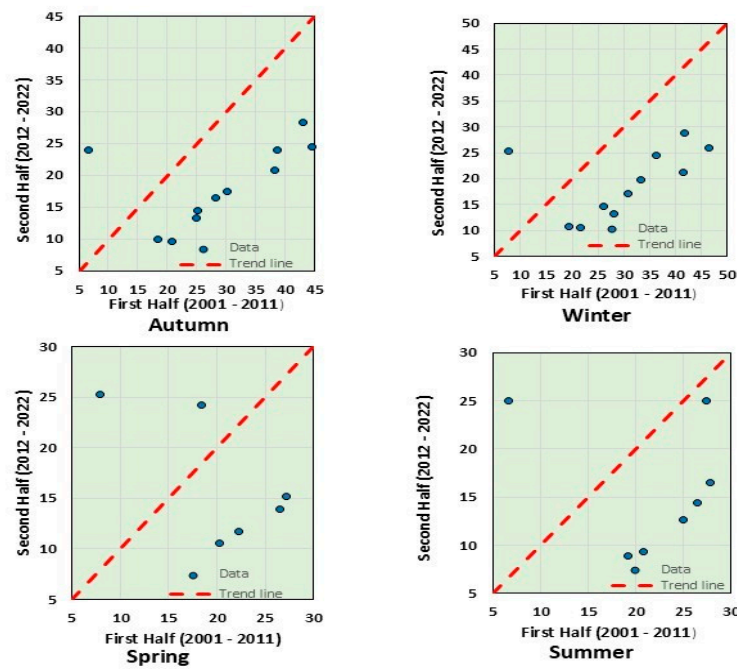 45
40
35
30
25
20
15
10
5
Second Half (2012 - 2022)
Data
Trend line
5 10 15 20 25 30 35 40 45
First Half (2001 - 2011)
Autumn
50
45
40
35
30
25
20
15
10
5
Second Half (2012 - 2022)
Data
Trend line
5 10 15 20 25 30 35 40 45 50
First Half (2001 - 2011)
Winter
30
25
20
15
10
5
Second Half (2012 - 2022)
Data
Trend line
5 10 15 20 25 30
First Half (2001 - 2011)
Spring
30
25
20
15
10
5
Second Half (2012 - 2022)
Data
Trend line
5 10 15 20 25 30
First Half (2001 - 2011)
Summer